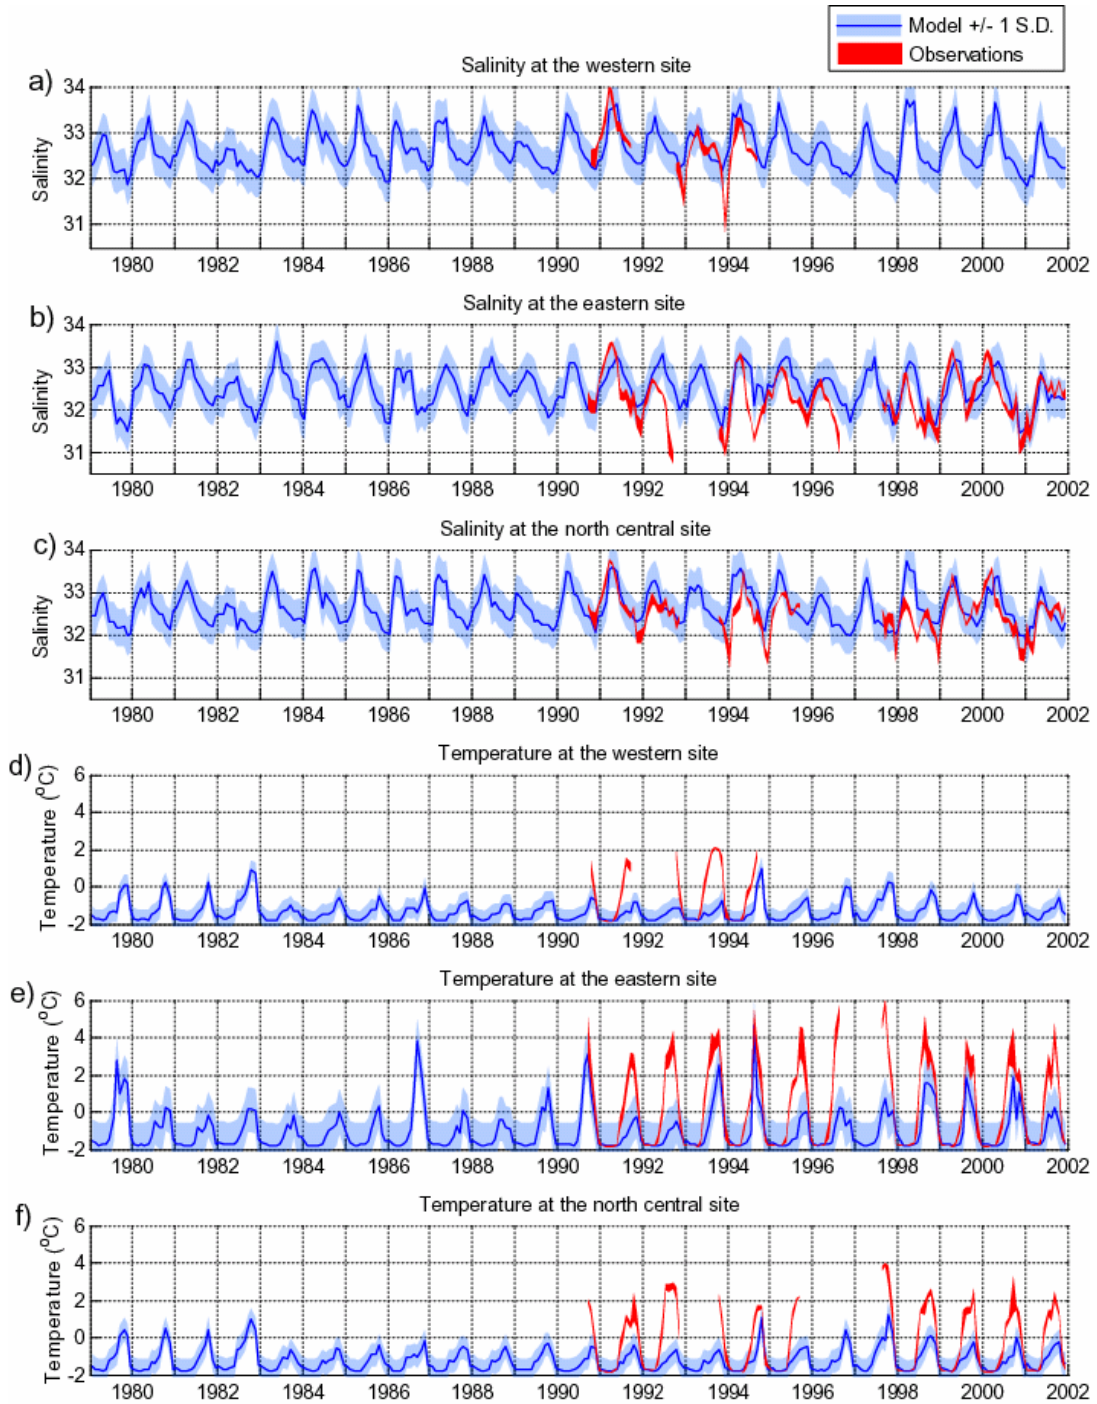 Model +/- 1 S.D.
Observations
a)
Salinity at the western site
Salinity
34
33
32
31
1980 1982 1984 1986 1988 1990 1992 1994 1996 1998 2000 2002
b)
Salnity at the eastern site
Salinity
34
33
32
31
1980 1982 1984 1986 1988 1990 1992 1994 1996 1998 2000 2002
c)
Salinity at the north central site
Salinity
34
33
32
31
1980 1982 1984 1986 1988 1990 1992 1994 1996 1998 2000 2002
d)
Temperature at the western site
Temperature (°C)
6
4
2
0
-2
1980 1982 1984 1986 1988 1990 1992 1994 1996 1998 2000 2002
e)
Temperature at the eastern site
Temperature (°C)
6
4
2
0
-2
1980 1982 1984 1986 1988 1990 1992 1994 1996 1998 2000 2002
f)
Temperature at the north central site
Temperature (°C)
6
4
2
0
-2
1980 1982 1984 1986 1988 1990 1992 1994 1996 1998 2000 2002